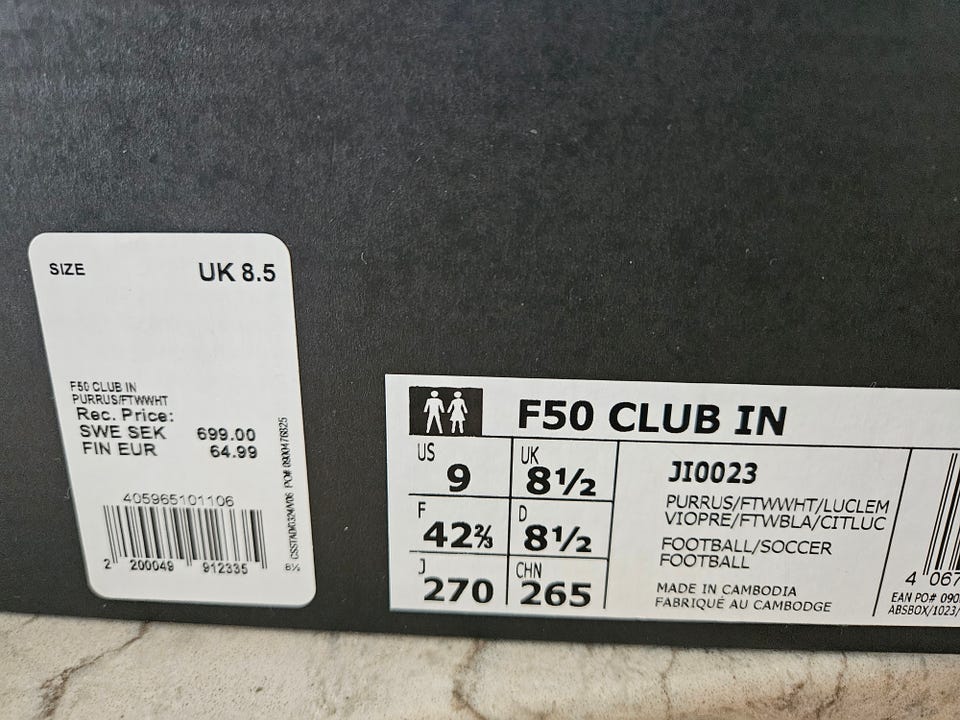 SIZE UK 8.5
F50 CLUB IN
PURRUS/FTWWHT
Rec. Price:
SWE SEK 699.00
FIN EUR 64.99
405965101106
2 200049 912335
8½
F50 CLUB IN
US 9 UK 8½
F 42⅔ D 8½
J 270 CHN 265
JI0023
PURRUS/FTWWHT/LUCLEM
VIOPRE/FTWBLA/CITLUC
FOOTBALL/SOCCER
FOOTBALL
MADE IN CAMBODIA
FABRIQUÉ AU CAMBODGE
4 067
EAN PO# 090
ABSBOX/1023/